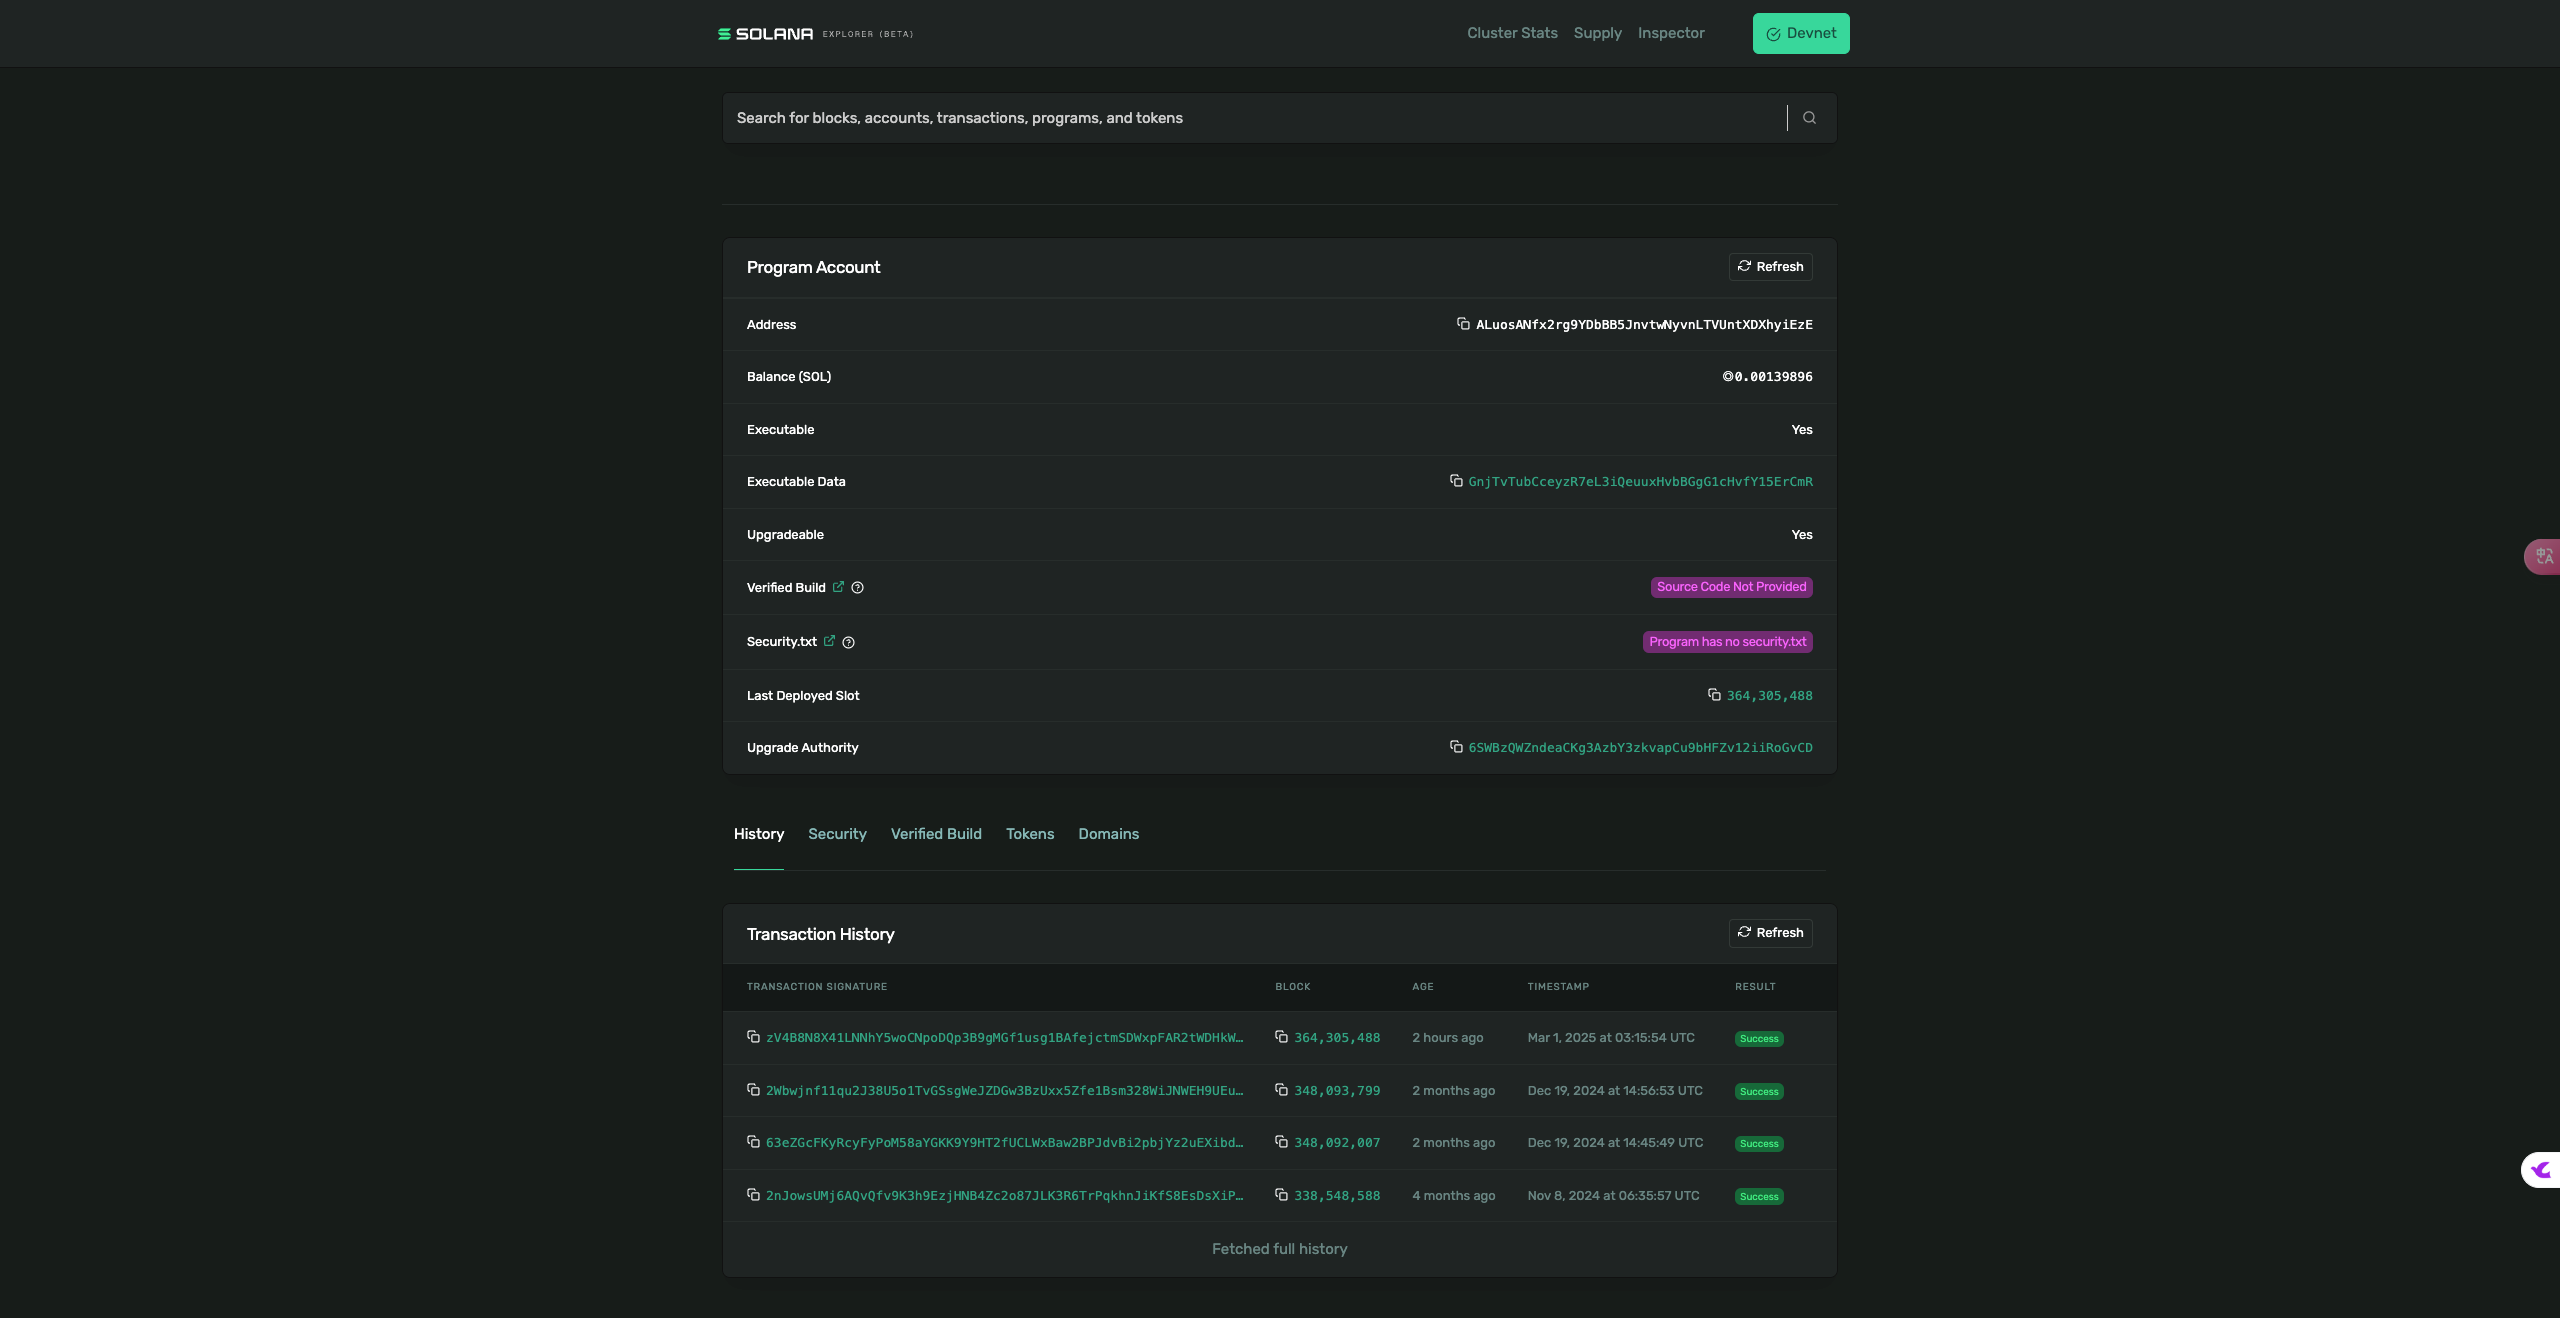 SOLANA EXPLORER (BETA)
Cluster Stats Supply Inspector Devnet
Search for blocks, accounts, transactions, programs, and tokens
Program Account Refresh
Address ALuosANfx2rg9YDbBB5JnvtwNyvnLTVUntXDXhyiEzE
Balance (SOL) ◎0.00139896
Executable Yes
Executable Data GnjTvTubCceyzR7eL3iQeuuxHvbBGgG1cHvfY15ErCmR
Upgradeable Yes
Verified Build Source Code Not Provided
Security.txt Program has no security.txt
Last Deployed Slot 364,305,488
Upgrade Authority 6SWBzQWZndeaCKg3AzbY3zkvapCu9bHFZv12iiRoGvCD
History Security Verified Build Tokens Domains
Transaction History Refresh
TRANSACTION SIGNATURE BLOCK AGE TIMESTAMP RESULT
zV4B8N8X41LNNhY5woCNpoDQp3B9gMGf1usg1BAfejctmSDWxpFAR2tWDHkW… 364,305,488 2 hours ago Mar 1, 2025 at 03:15:54 UTC Success
2Wbwjnf11qu2J38U5o1TvGSsgWeJZDGw3BzUxx5Zfe1Bsm328WiJNWEH9UEu… 348,093,799 2 months ago Dec 19, 2024 at 14:56:53 UTC Success
63eZGcFKyRcyFyPoM58aYGKK9Y9HT2fUCLWxBaw2BPJdvBi2pbjYz2uEXibd… 348,092,007 2 months ago Dec 19, 2024 at 14:45:49 UTC Success
2nJowsUMj6AQvQfv9K3h9EzjHNB4Zc2o87JLK3R6TrPqkhnJiKfS8EsDsXiP… 338,548,588 4 months ago Nov 8, 2024 at 06:35:57 UTC Success
Fetched full history